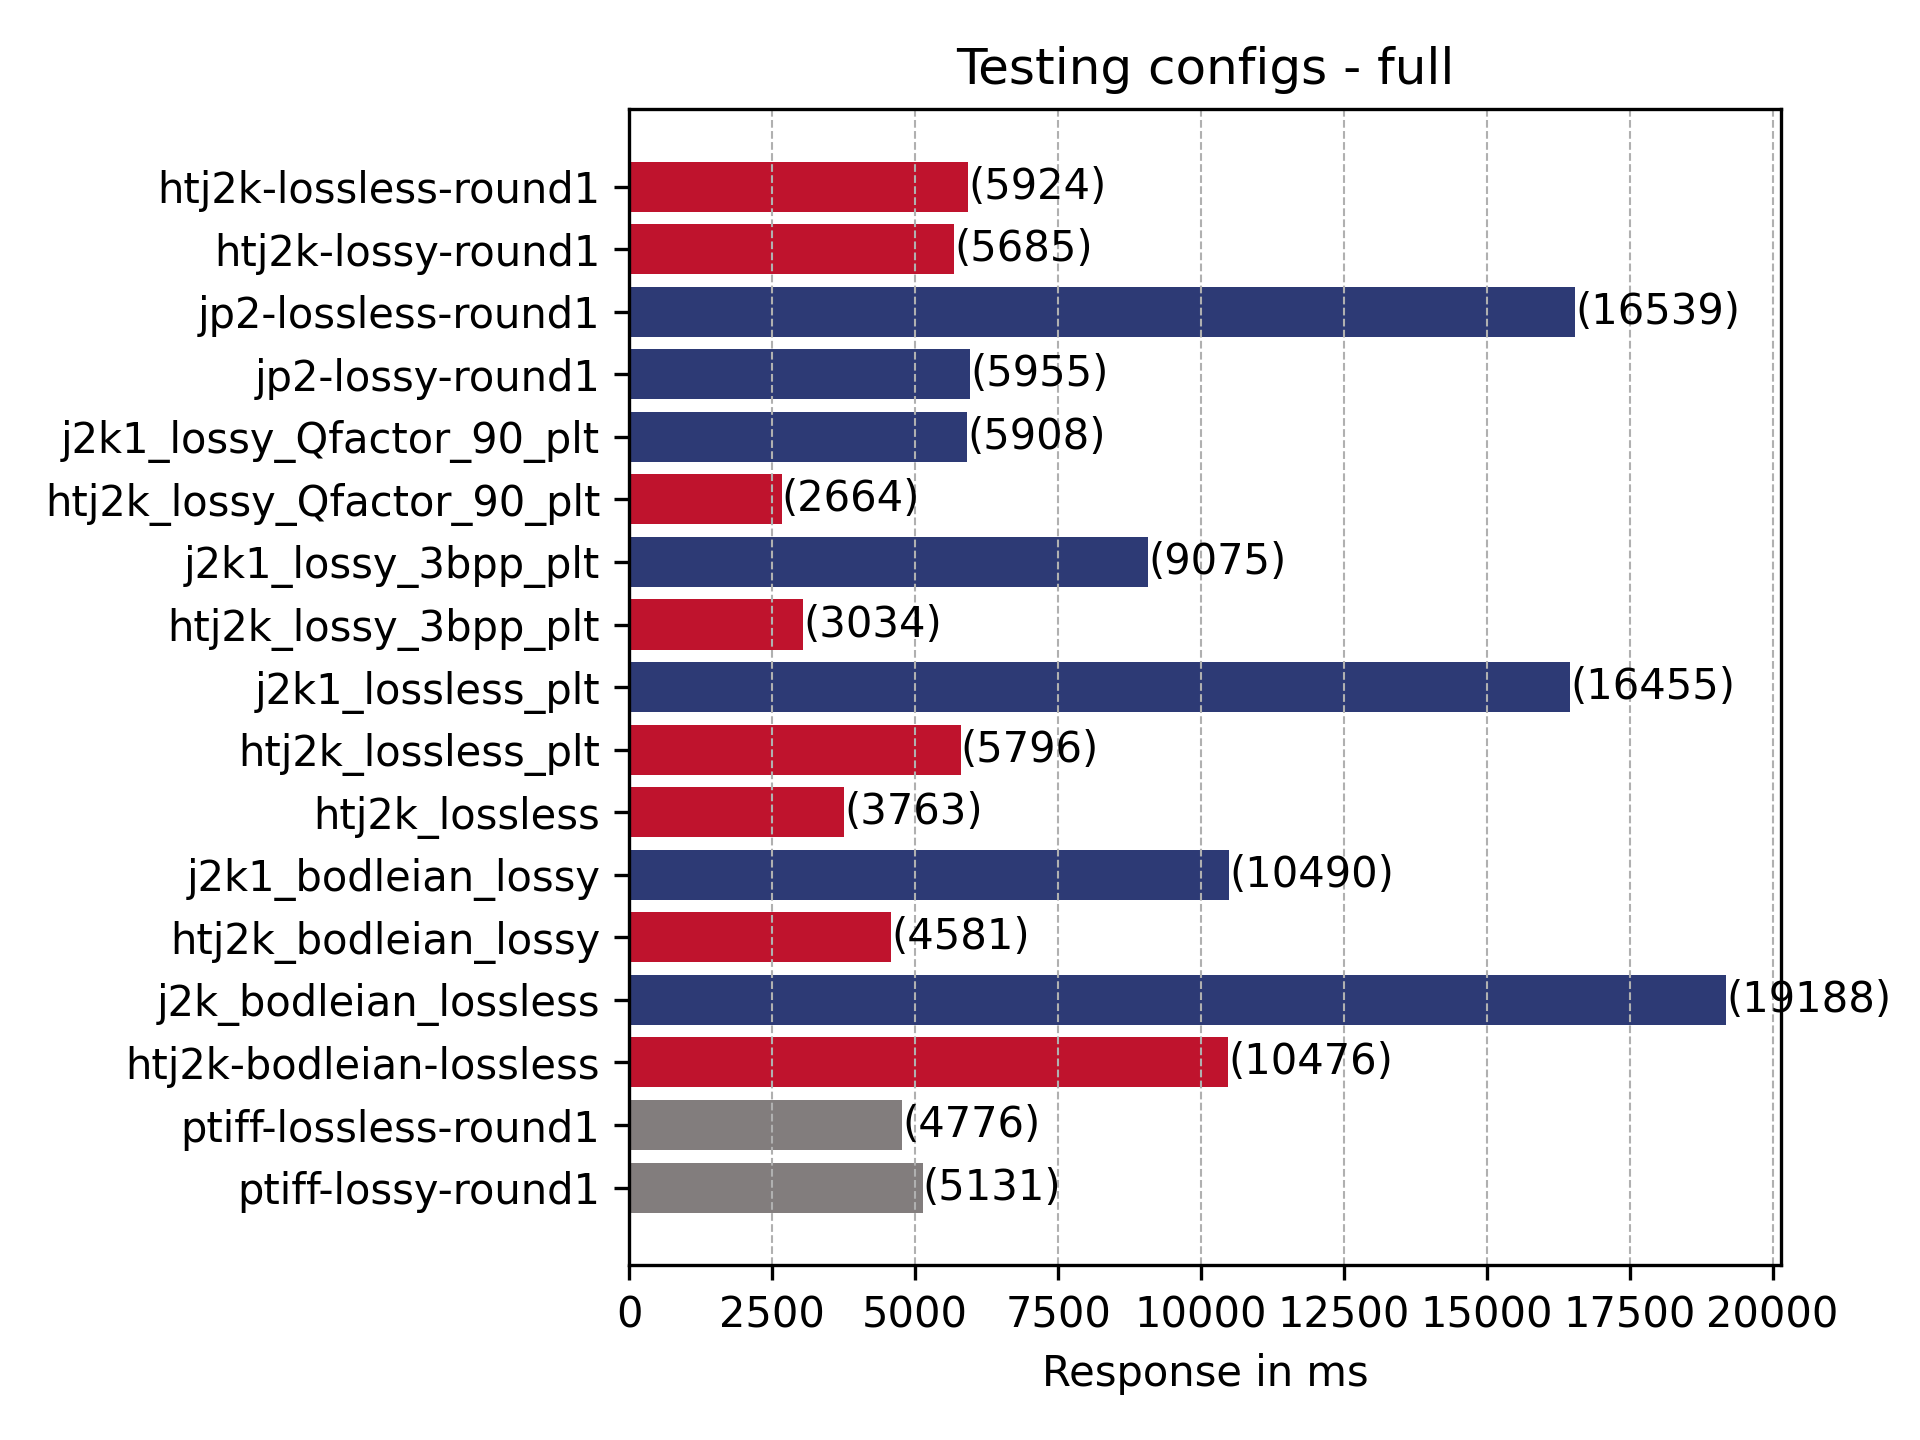 Testing configs - full
htj2k-lossless-round1 (5924)
htj2k-lossy-round1 (5685)
jp2-lossless-round1 (16539)
jp2-lossy-round1 (5955)
j2k1_lossy_Qfactor_90_plt (5908)
htj2k_lossy_Qfactor_90_plt (2664)
j2k1_lossy_3bpp_plt (9075)
htj2k_lossy_3bpp_plt (3034)
j2k1_lossless_plt (16455)
htj2k_lossless_plt (5796)
htj2k_lossless (3763)
j2k1_bodleian_lossy (10490)
htj2k_bodleian_lossy (4581)
j2k_bodleian_lossless (19188)
htj2k-bodleian-lossless (10476)
ptiff-lossless-round1 (4776)
ptiff-lossy-round1 (5131)
0 2500 5000 7500 10000 12500 15000 17500 20000
Response in ms